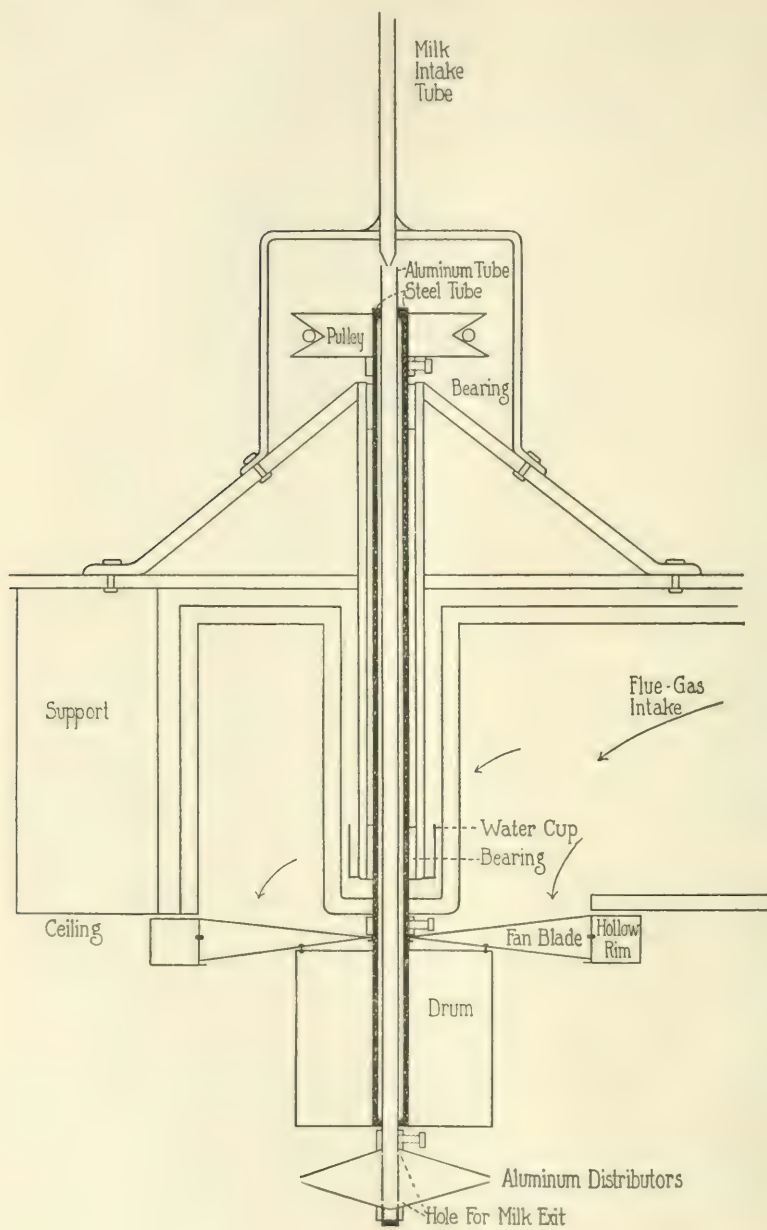 Milk
Intake
Tube
Aluminum Tube
Steel Tube
Pulley
Bearing
Support
Flue-Gas
Intake
Water Cup
Bearing
Ceiling
Fan Blade
Hollow
Rim
Drum
Aluminum Distributors
Hole For Milk Exit